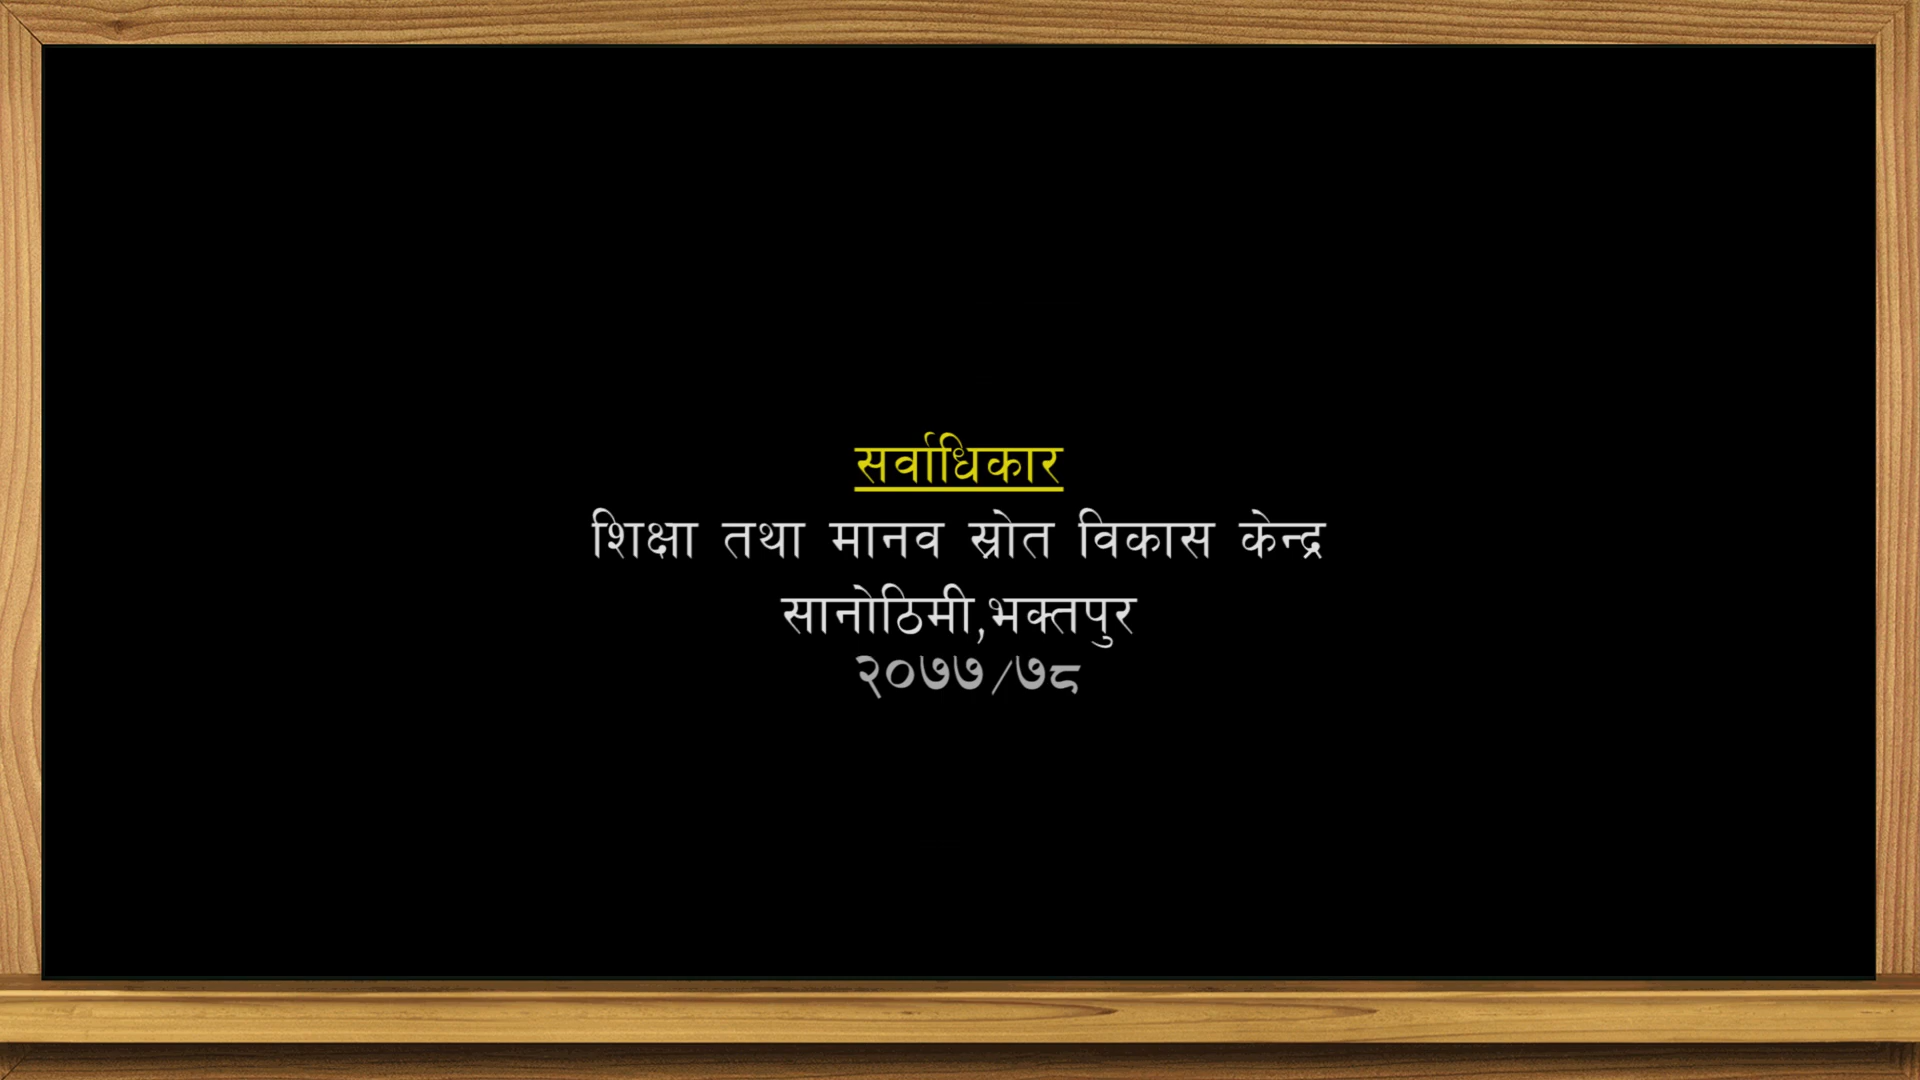 सर्वाधिकार
शिक्षा तथा मानव स्रोत विकास केन्द्र
सानोठिमी,भक्तपुर
२०७७/७८